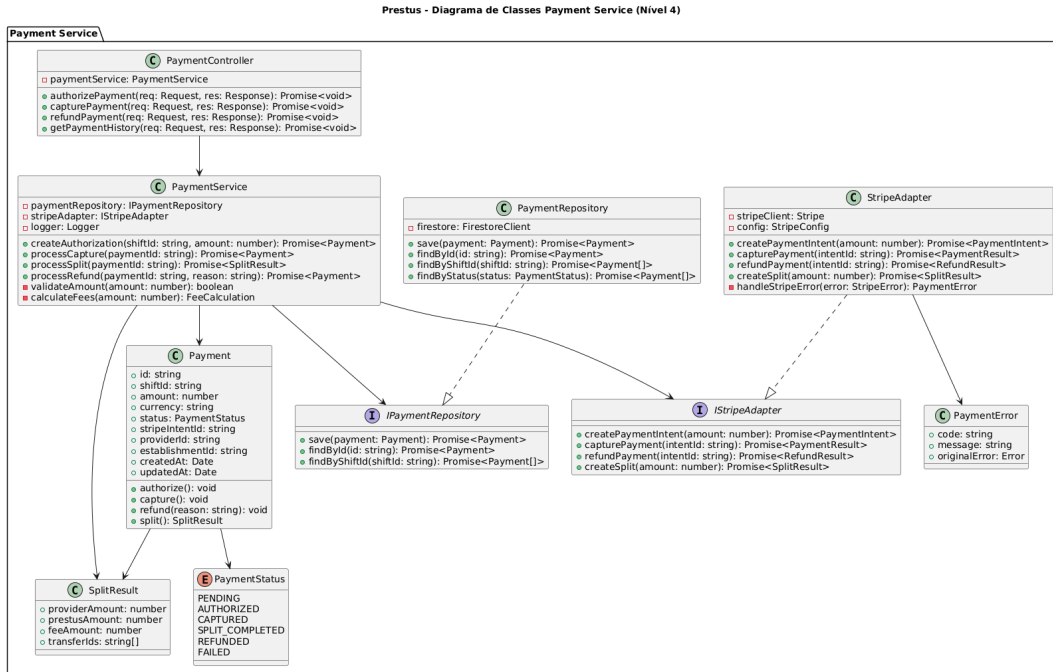 Prestus - Diagrama de Classes Payment Service (Nível 4)
Payment Service
C PaymentController
paymentService: PaymentService
authorizePayment(req: Request, res: Response): Promise<void>
capturePayment(req: Request, res: Response): Promise<void>
refundPayment(req: Request, res: Response): Promise<void>
getPaymentHistory(req: Request, res: Response): Promise<void>
C PaymentService
paymentRepository: IPaymentRepository
stripeAdapter: IStripeAdapter
logger: Logger
createAuthorization(shiftId: string, amount: number): Promise<Payment>
processCapture(paymentId: string): Promise<Payment>
processSplit(paymentId: string): Promise<SplitResult>
processRefund(paymentId: string, reason: string): Promise<Payment>
validateAmount(amount: number): boolean
calculateFees(amount: number): FeeCalculation
C PaymentRepository
firestore: FirestoreClient
save(payment: Payment): Promise<Payment>
findById(id: string): Promise<Payment>
findByShiftId(shiftId: string): Promise<Payment[]>
findByStatus(status: PaymentStatus): Promise<Payment[]>
C StripeAdapter
stripeClient: Stripe
config: StripeConfig
createPaymentIntent(amount: number): Promise<PaymentIntent>
capturePayment(intentId: string): Promise<PaymentResult>
refundPayment(intentId: string): Promise<RefundResult>
createSplit(amount: number): Promise<SplitResult>
handleStripeError(error: StripeError): PaymentError
C Payment
id: string
shiftId: string
amount: number
currency: string
status: PaymentStatus
stripeIntentId: string
providerId: string
establishmentId: string
createdAt: Date
updatedAt: Date
authorize(): void
capture(): void
refund(reason: string): void
split(): SplitResult
I IPaymentRepository
save(payment: Payment): Promise<Payment>
findById(id: string): Promise<Payment>
findByShiftId(shiftId: string): Promise<Payment[]>
I IStripeAdapter
createPaymentIntent(amount: number): Promise<PaymentIntent>
capturePayment(intentId: string): Promise<PaymentResult>
refundPayment(intentId: string): Promise<RefundResult>
createSplit(amount: number): Promise<SplitResult>
C PaymentError
code: string
message: string
originalError: Error
C SplitResult
providerAmount: number
prestusAmount: number
feeAmount: number
transferIds: string[]
E PaymentStatus
PENDING
AUTHORIZED
CAPTURED
SPLIT_COMPLETED
REFUNDED
FAILED